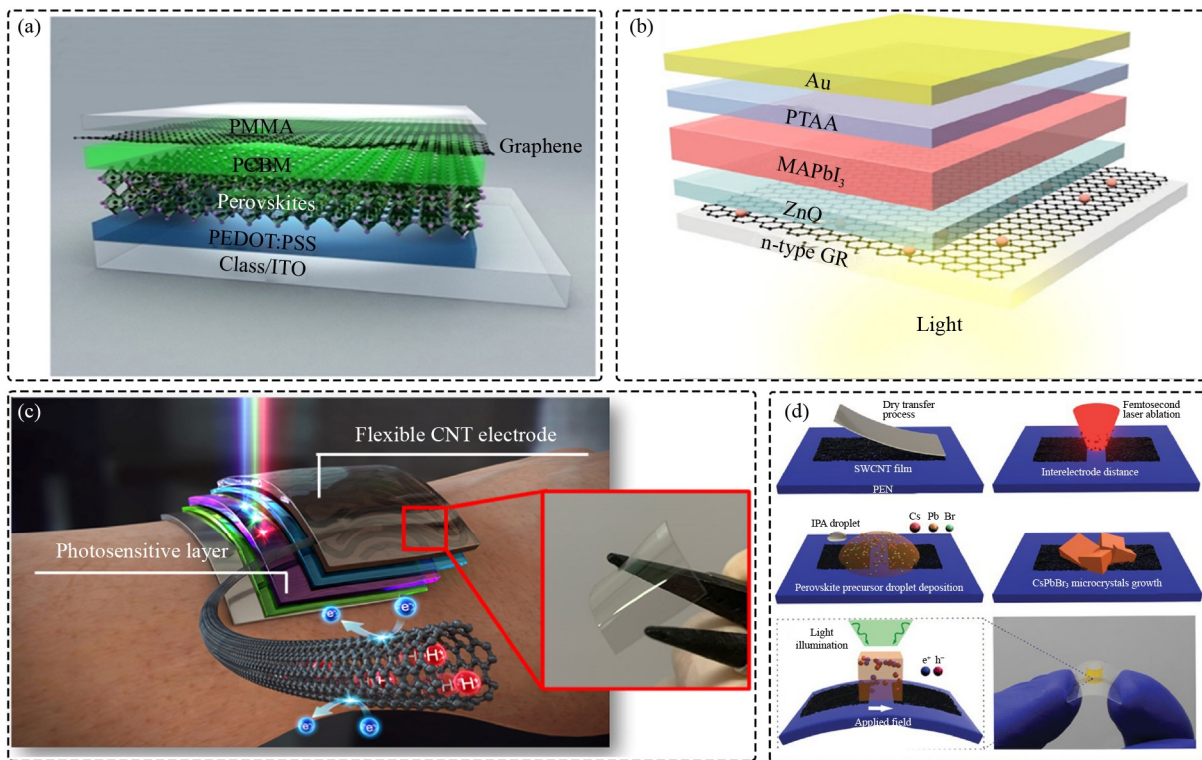 (a)
PMMA
Graphene
PCBM
Perovskites
PEDOT:PSS
Class/ITO
(b)
Au
PTAA
MAPbI₃
ZnO
n-type GR
Light
(c)
Flexible CNT electrode
Photosensitive layer
e⁻
e⁻
H⁺
H⁺
e⁻
e⁻
(d)
Dry transfer
process
SWCNT film
PEN
Femtosecond
laser ablation
Interelectrode distance
IPA droplet
Cs Pb Br
Perovskite precursor droplet deposition
CsPbBr₃ microcrystals growth
Light
illumination
e⁺ h⁻
Applied field